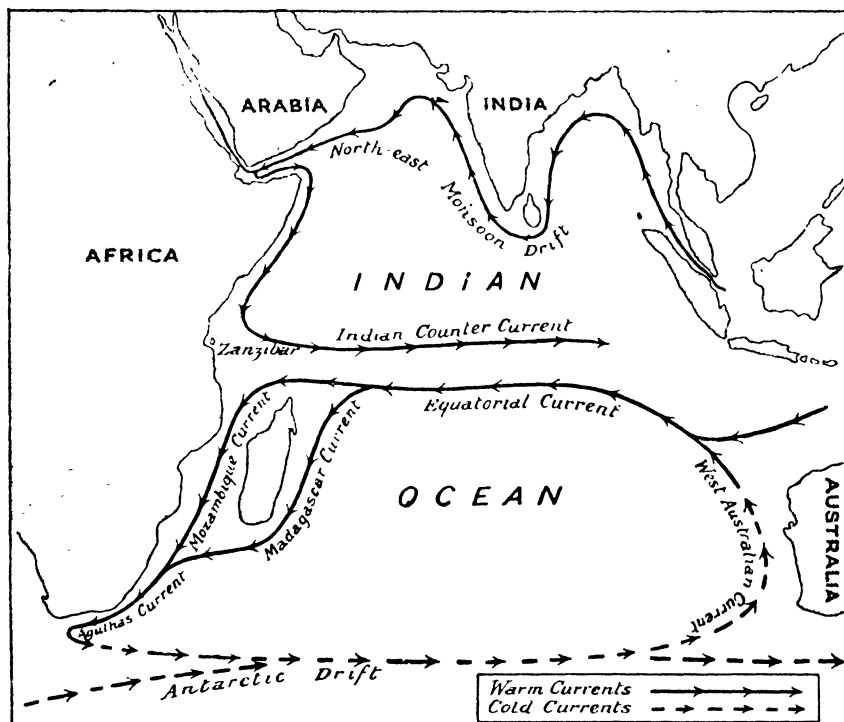 ARABIA
INDIA
North-east Monsoon Drift
AFRICA
INDIAN
Indian Counter Current
Zanzibar
Equatorial Current
Mozambique Current
Madagascar Current
OCEAN
West Australian Current
AUSTRALIA
Agulhas Current
Antarctic Drift
Warm Currents
Cold Currents